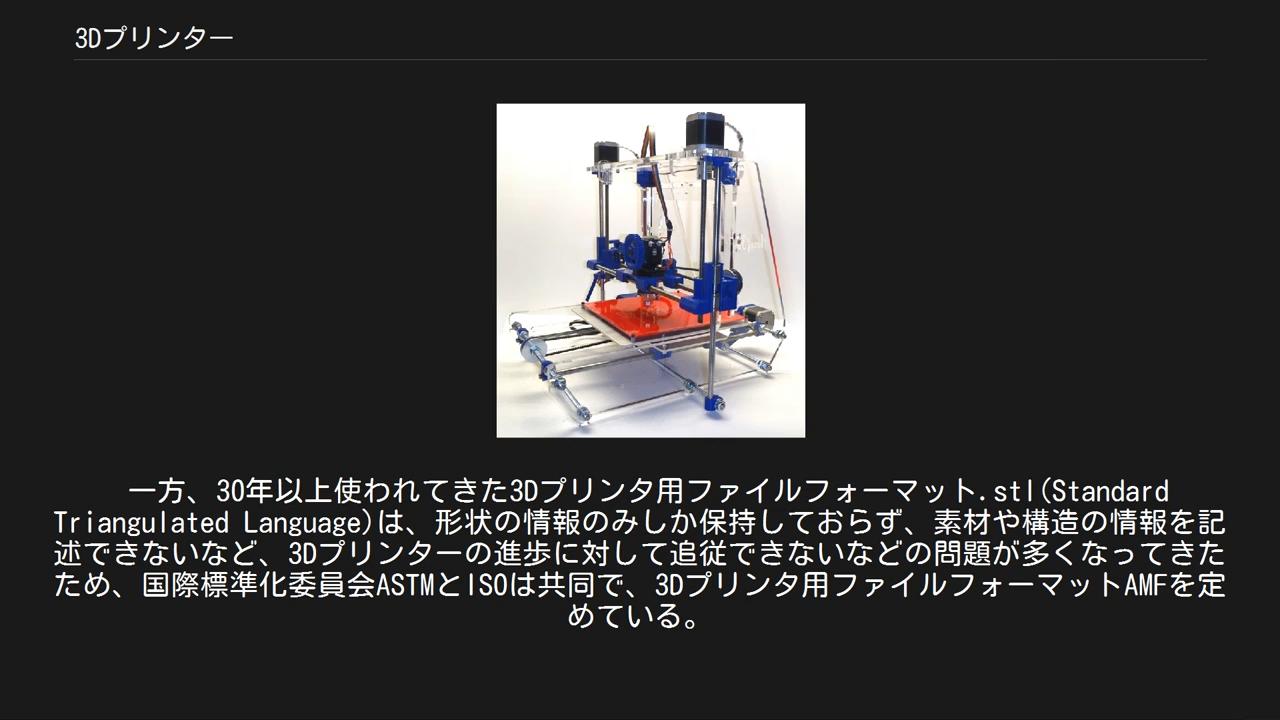 3Dプリンター
一方、30年以上使われてきた3Dプリンタ用ファイルフォーマット.stl(Standard
Triangulated Language)は、形状の情報のみしか保持しておらず、素材や構造の情報を記
述できないなど、3Dプリンターの進歩に対して追従できないなどの問題が多くなってきた
ため、国際標準化委員会ASTMとISOは共同で、3Dプリンタ用ファイルフォーマットAMFを定
めている。